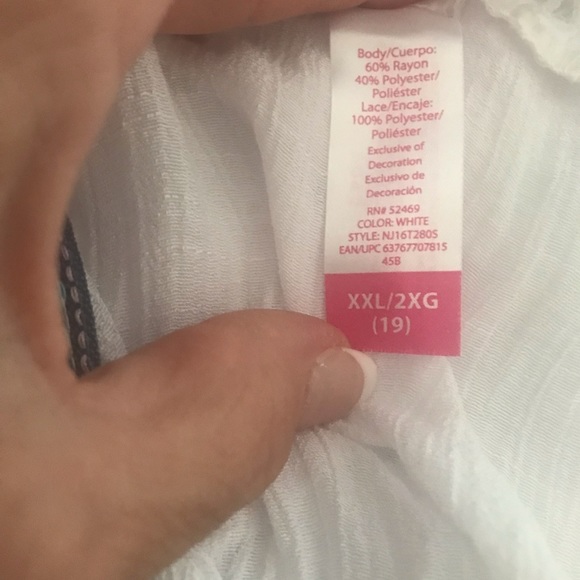 Body/Cuerpo:
60% Rayon
40% Polyester/
Poliéster
Lace/Encaje:
100% Polyester/
Poliéster
Exclusive of
Decoration
Exclusivo de
Decoración
RN# 52469
COLOR: WHITE
STYLE: NJ16T280S
EAN/UPC 63767707815
45B
XXL/2XG
(19)